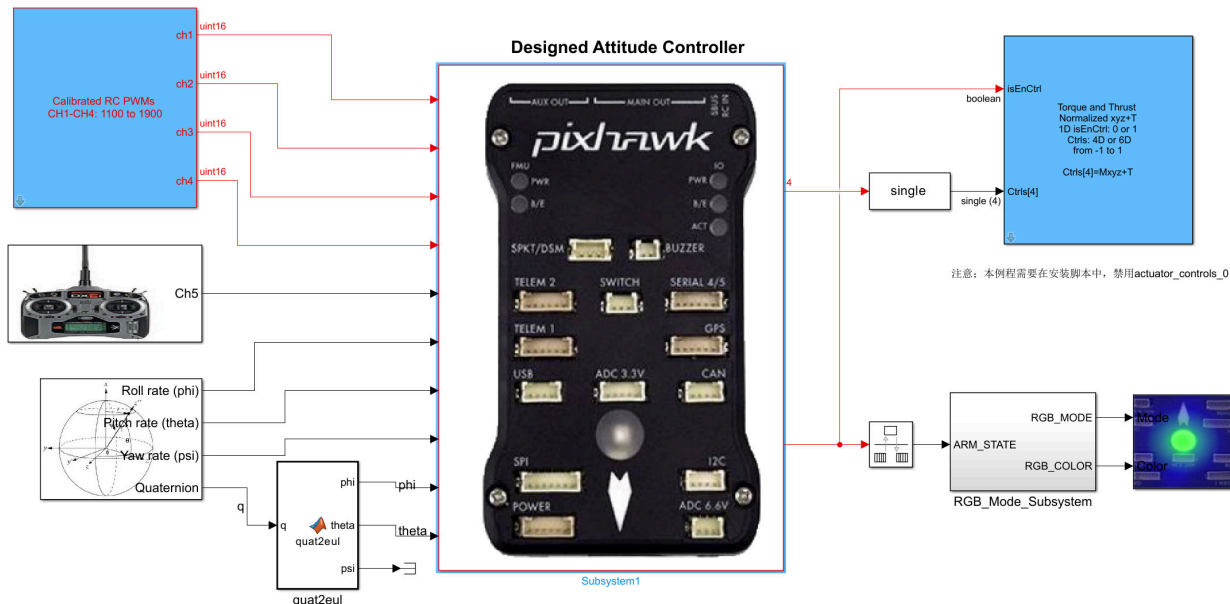 Designed Attitude Controller
Calibrated RC PWMs
CH1-CH4: 1100 to 1900
ch1
uint16
ch2
uint16
ch3
uint16
ch4
uint16
Ch5
Roll rate (phi)
Pitch rate (theta)
Yaw rate (psi)
Quaternion
q
q
quat2eul
phi
theta
psi
quat2eul
phi
theta
AUX OUT
MAIN OUT
SBUS
RC IN
pixhawk
FMU
PWR
B/E
IO
PWR
B/E
ACT
SPKT/DSM
BUZZER
TELEM 2
SWITCH
SERIAL 4/5
TELEM 1
GPS
USB
ADC 3.3V
CAN
SPI
I2C
POWER
ADC 6.6V
Subsystem1
4
single
boolean
single (4)
isEnCtrl
Torque and Thrust
Normalized xyz+T
1D isEnCtrl: 0 or 1
Ctrls: 4D or 6D
from -1 to 1
Ctrls[4]=Mxyz+T
Ctrls[4]
注意：本例程需要在安装脚本中，禁用actuator_controls_0
ARM_STATE
RGB_MODE
RGB_COLOR
RGB_Mode_Subsystem
Mode
Color